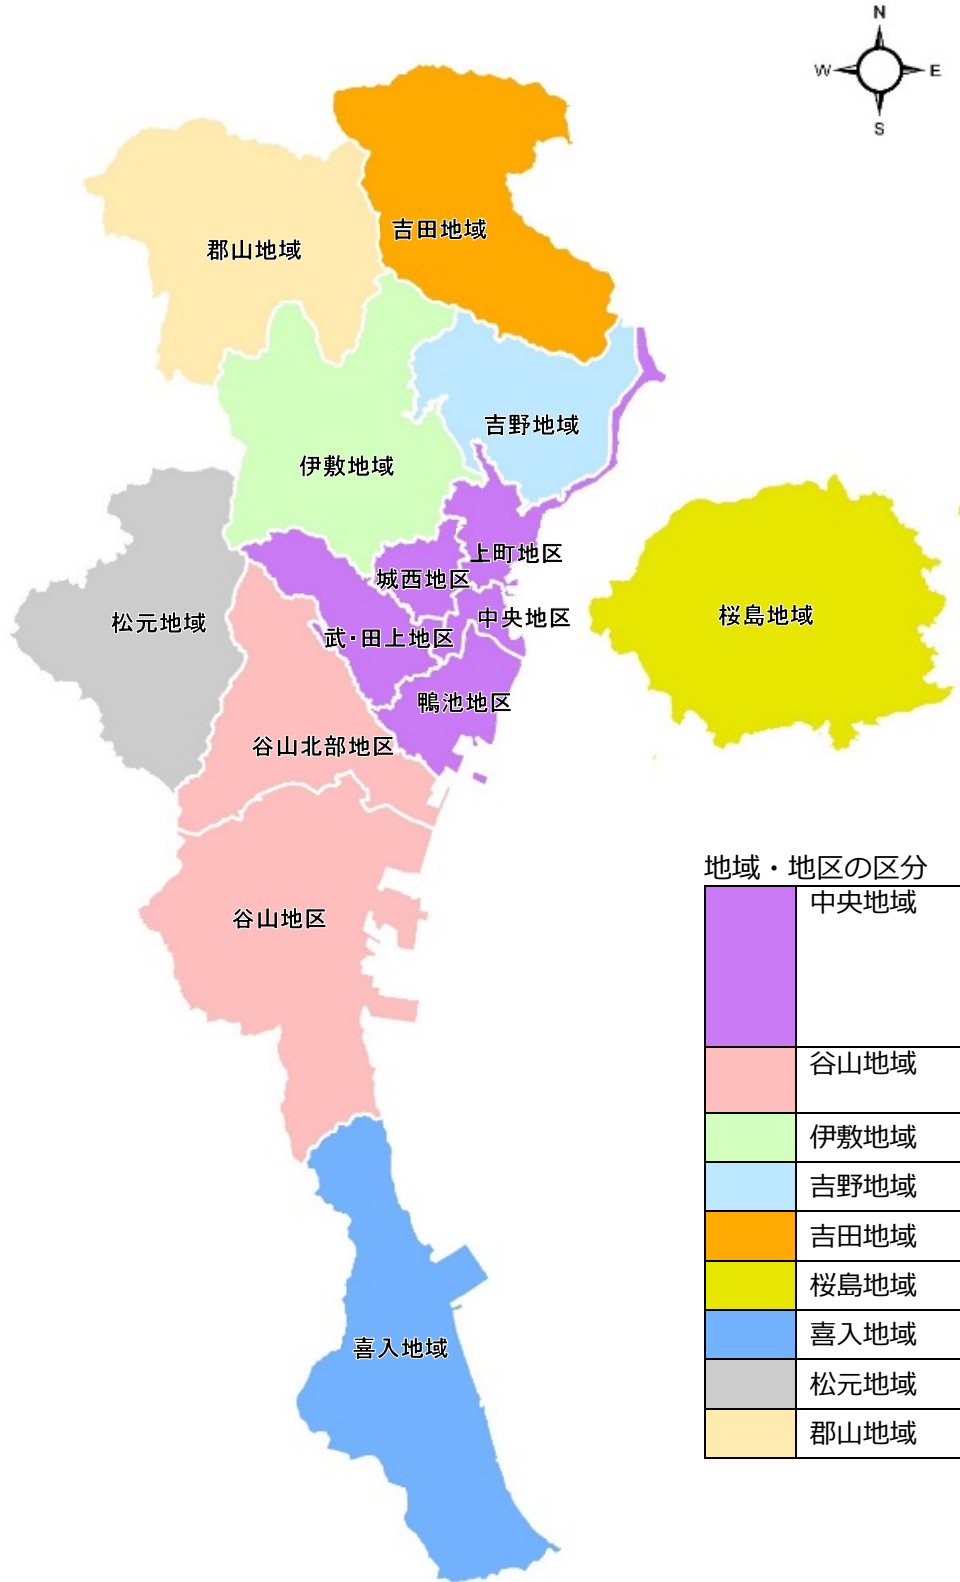 N
W E
S
吉田地域
郡山地域
吉野地域
伊敷地域
上町地区
城西地区
中央地区
桜島地域
松元地域
武・田上地区
鴨池地区
谷山北部地区
谷山地区
喜入地域
地域・地区の区分
中央地域
谷山地域
伊敷地域
吉野地域
吉田地域
桜島地域
喜入地域
松元地域
郡山地域